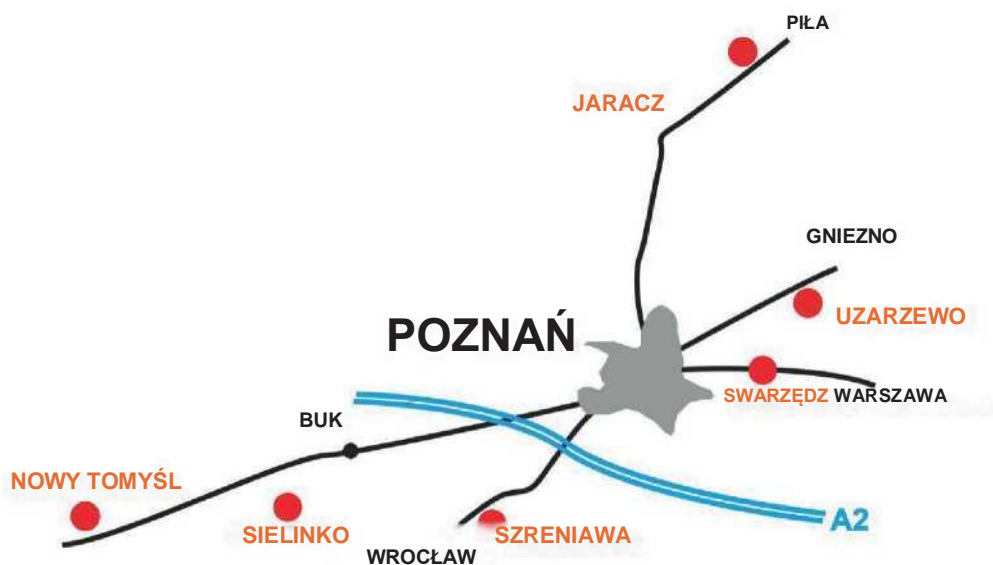 PIŁA
JARACZ
GNIEZNO
UZARZEWO
POZNAŃ
SWARZĘDZ WARSZAWA
BUK
NOWY TOMYŚL
A2
SIELINKO
SZRENIAWA
WROCŁAW